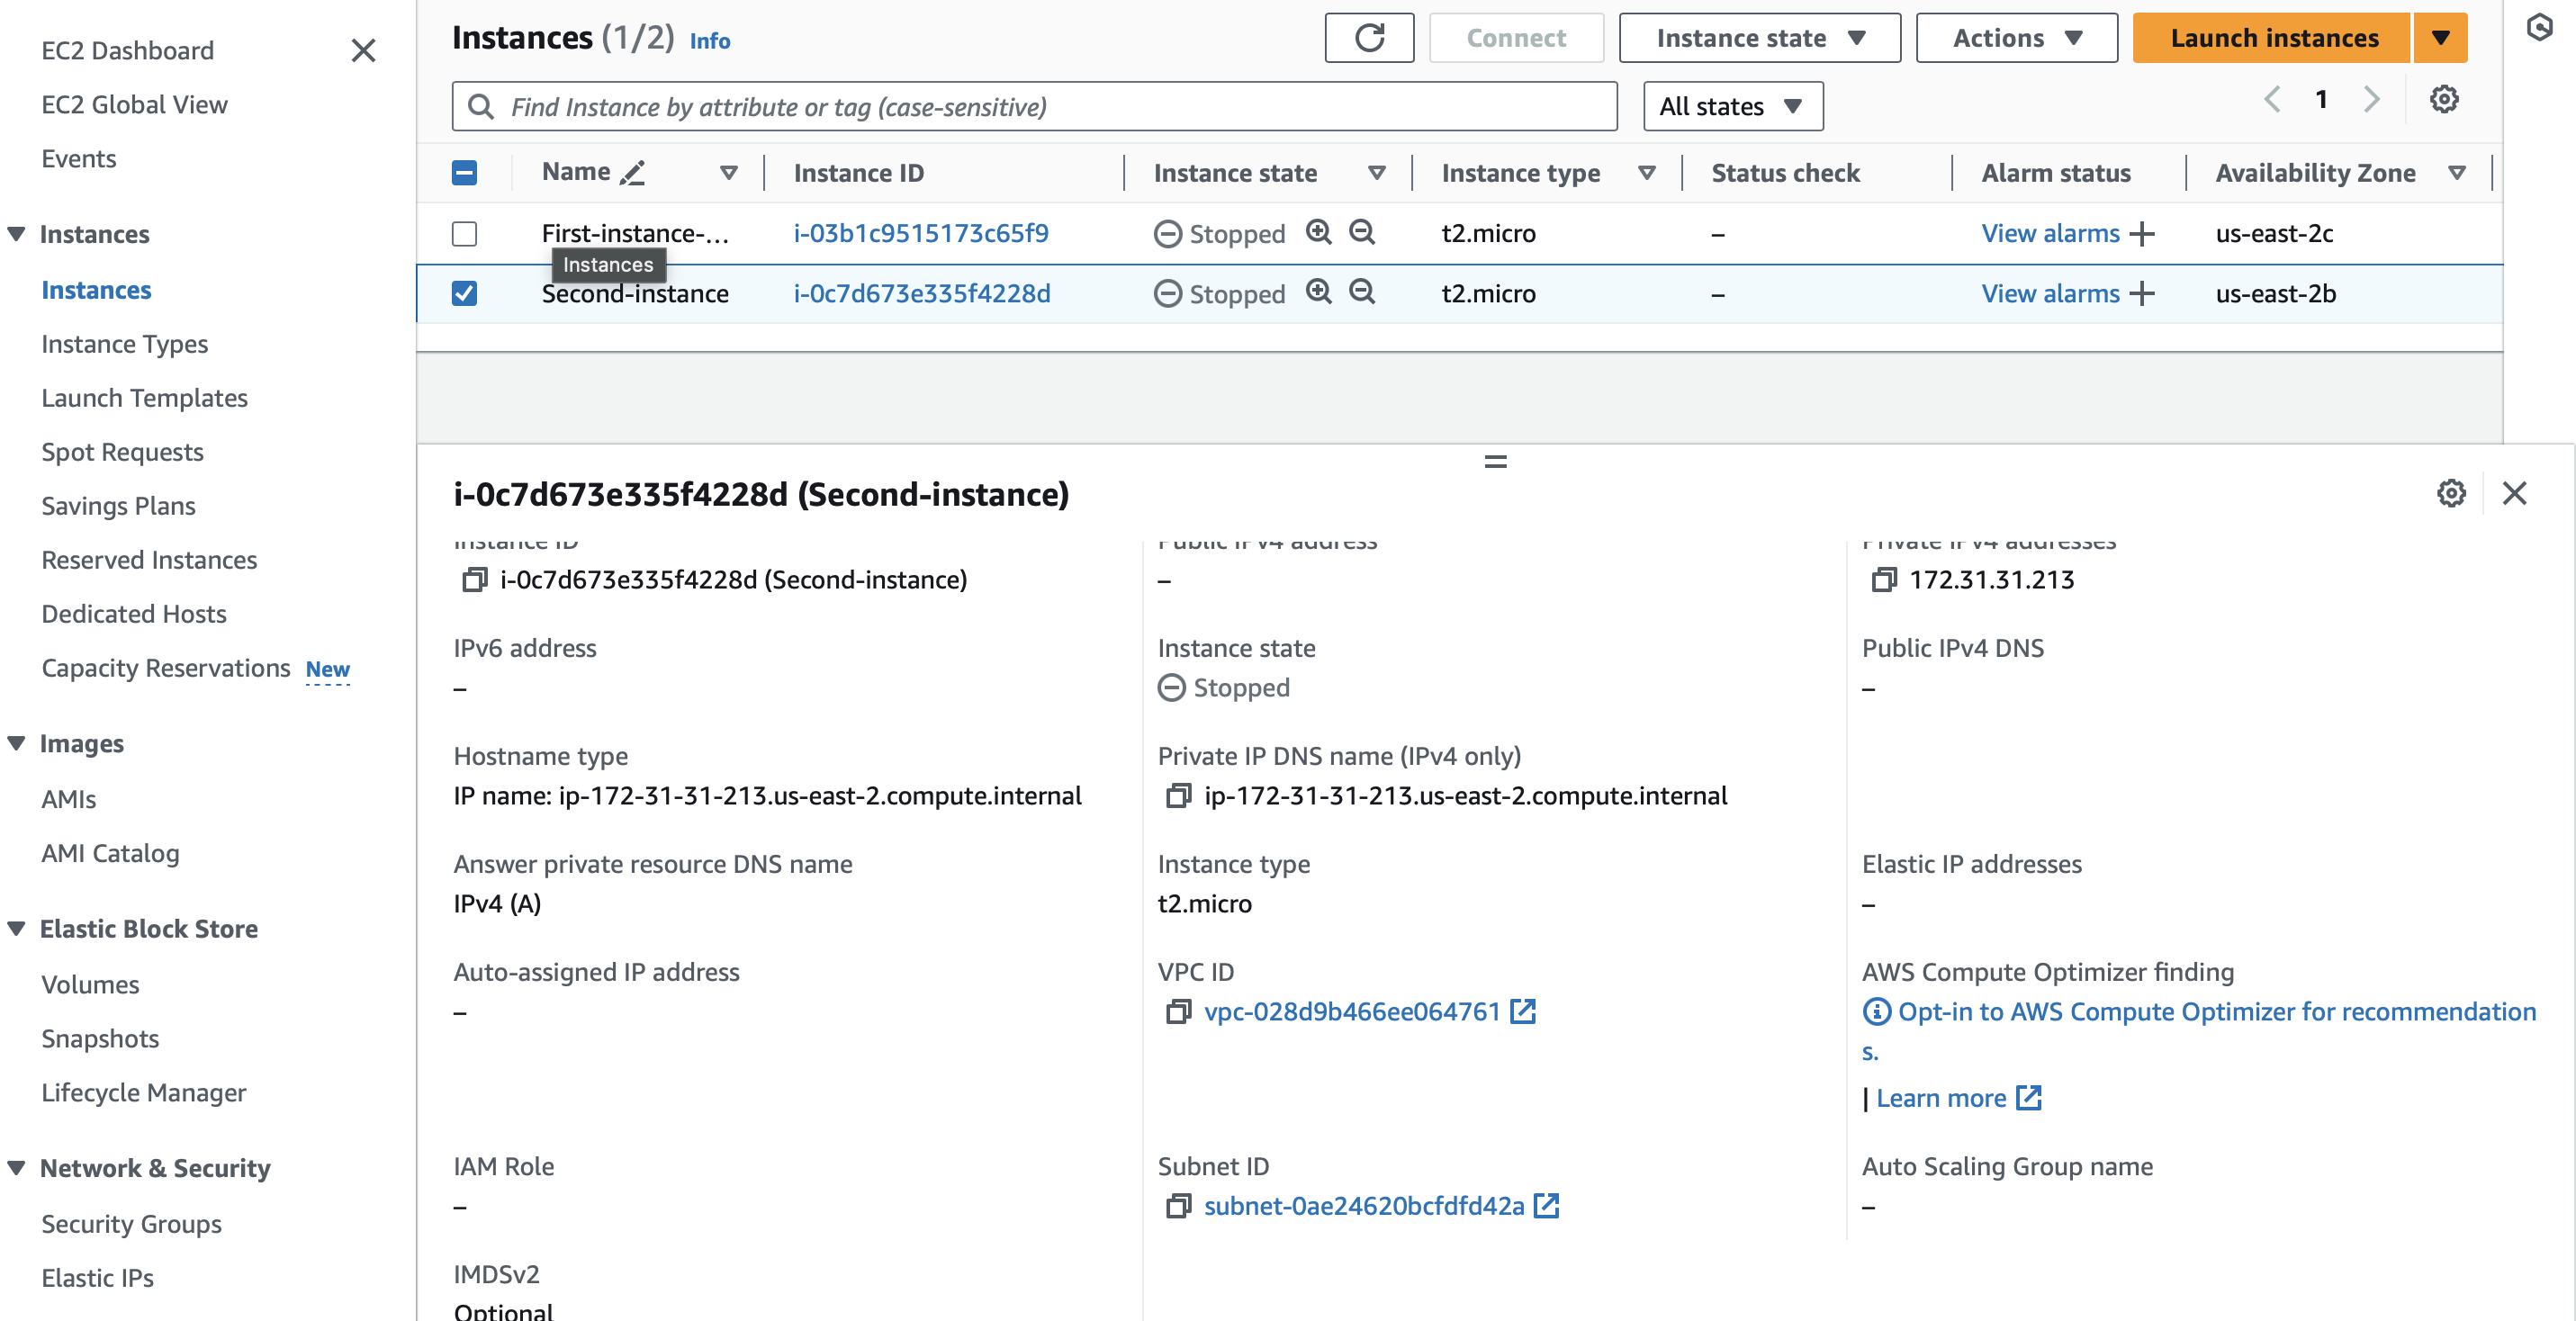 EC2 Dashboard
EC2 Global View
Events
Instances
Instances
Instance Types
Launch Templates
Spot Requests
Savings Plans
Reserved Instances
Dedicated Hosts
Capacity Reservations New
Images
AMIs
AMI Catalog
Elastic Block Store
Volumes
Snapshots
Lifecycle Manager
Network & Security
Security Groups
Elastic IPs
Instances (1/2) Info
Connect
Instance state
Actions
Launch instances
Find Instance by attribute or tag (case-sensitive)
All states
1
Name Instance ID Instance state Instance type Status check Alarm status Availability Zone
First-instance-... i-03b1c9515173c65f9 Stopped t2.micro – View alarms + us-east-2c
Instances
Second-instance i-0c7d673e335f4228d Stopped t2.micro – View alarms + us-east-2b
i-0c7d673e335f4228d (Second-instance)
Instance ID
i-0c7d673e335f4228d (Second-instance)
Public IPv4 address
–
Private IPv4 addresses
172.31.31.213
IPv6 address
–
Instance state
Stopped
Public IPv4 DNS
–
Hostname type
IP name: ip-172-31-31-213.us-east-2.compute.internal
Private IP DNS name (IPv4 only)
ip-172-31-31-213.us-east-2.compute.internal
Answer private resource DNS name
IPv4 (A)
Instance type
t2.micro
Elastic IP addresses
–
Auto-assigned IP address
–
VPC ID
vpc-028d9b466ee064761
AWS Compute Optimizer finding
Opt-in to AWS Compute Optimizer for recommendation
s.
| Learn more
IAM Role
–
Subnet ID
subnet-0ae24620bcfdfd42a
Auto Scaling Group name
–
IMDSv2
Optional